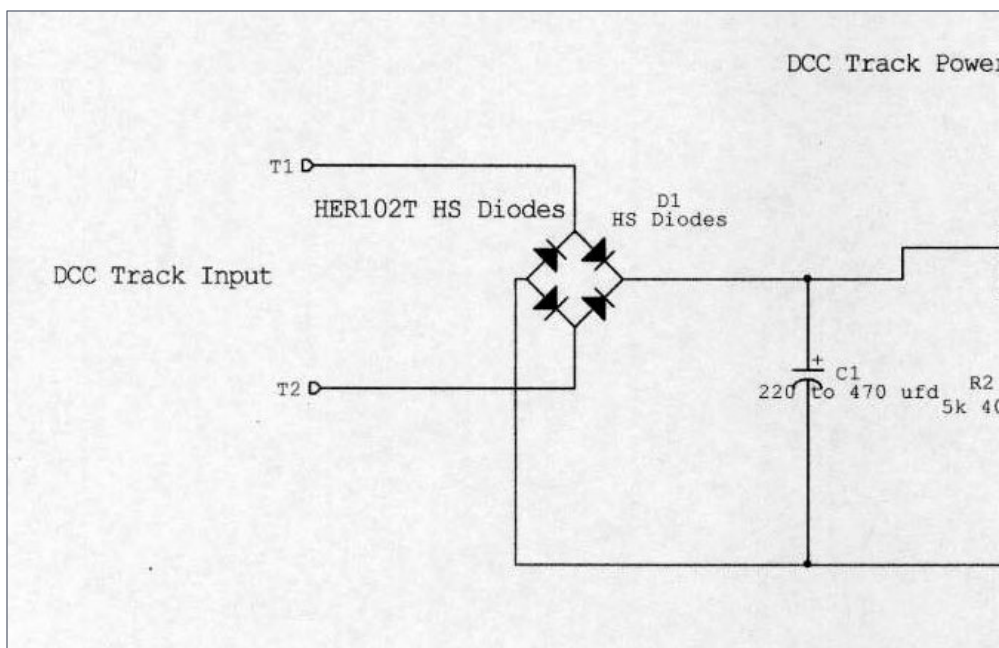 DCC Track Power
T1
HER102T HS Diodes
D1
HS Diodes
DCC Track Input
T2
+
C1
220 to 470 ufd
R2
5k 40